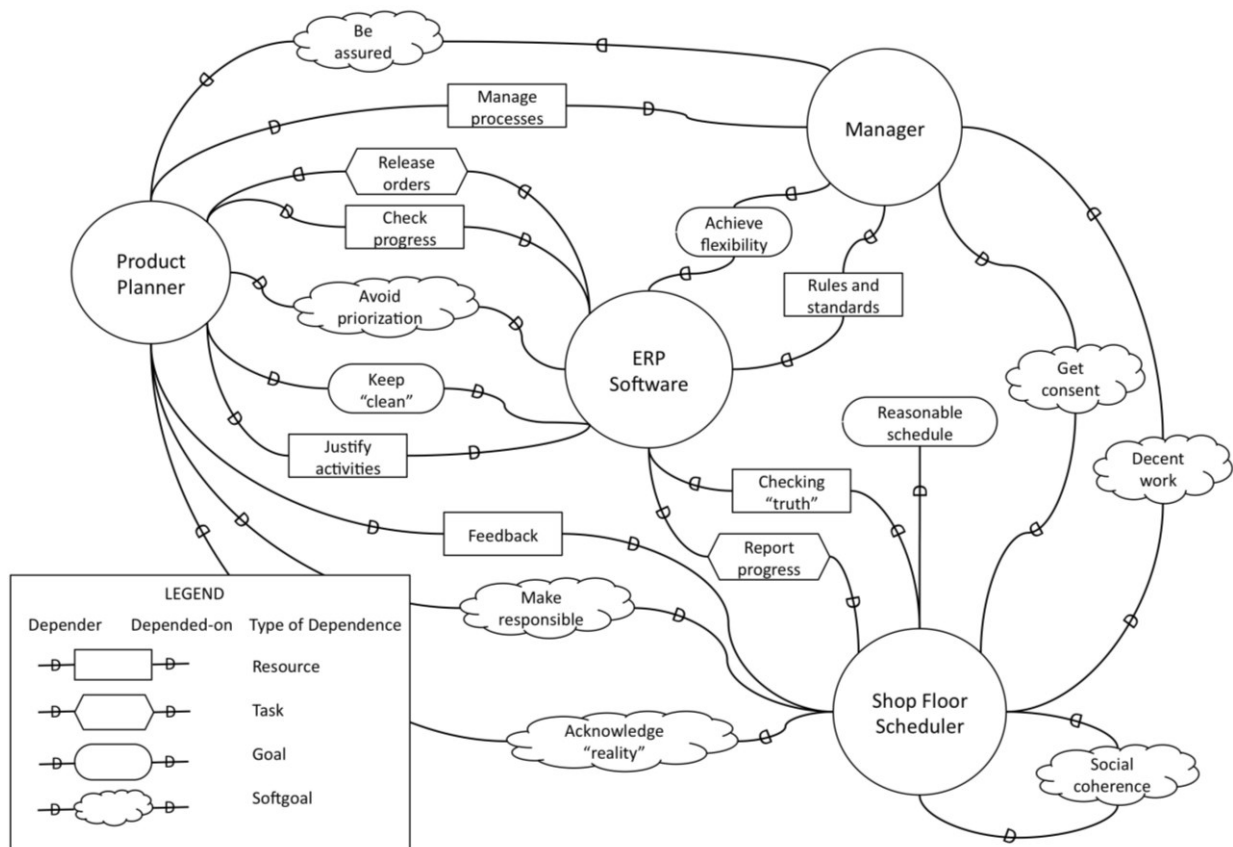 Be
assured
Manage
processes
Manager
Release
orders
Check
progress
Achieve
flexibility
Product
Planner
Avoid
priorization
Rules and
standards
ERP
Software
Keep
“clean”
Get
consent
Reasonable
schedule
Justify
activities
Decent
work
Checking
“truth”
Feedback
Report
progress
Make
responsible
Shop Floor
Scheduler
Acknowledge
“reality”
Social
coherence
LEGEND
Depender Depended-on Type of Dependence
D D Resource
D D Task
D D Goal
D D Softgoal